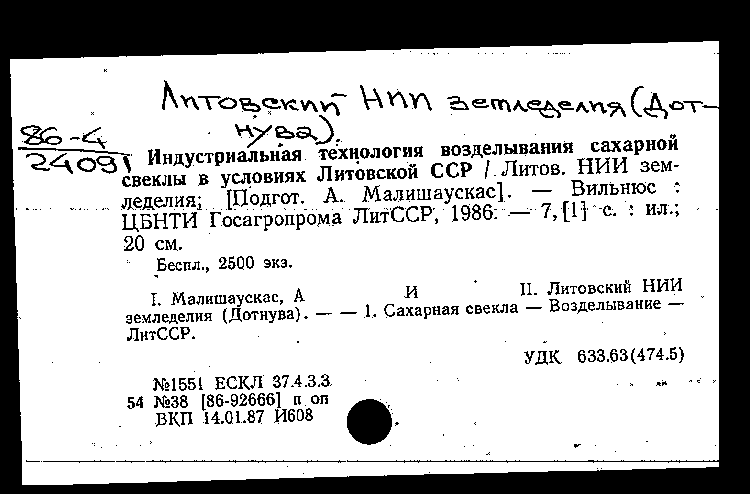 Литовский НИИ земледелия (Дот-
нува).
86-4
24091
Индустриальная технология возделывания сахарной
свеклы в условиях Литовской ССР / Литов. НИИ зем-
леделия; [Подгот. А. Малишаускас]. — Вильнюс :
ЦБНТИ Госагропрома ЛитССР, 1986. — 7, [1] с. : ил.;
20 см.
Беспл., 2500 экз.
I. Малишаускас, А И II. Литовский НИИ
земледелия (Дотнува). — — 1. Сахарная свекла — Возделывание —
ЛитССР.
УДК 633.63(474.5)
№1551 ЕСКЛ 37.4.3.3
54 №38 [86-92666] п оп
ВКП 14.01.87 И608